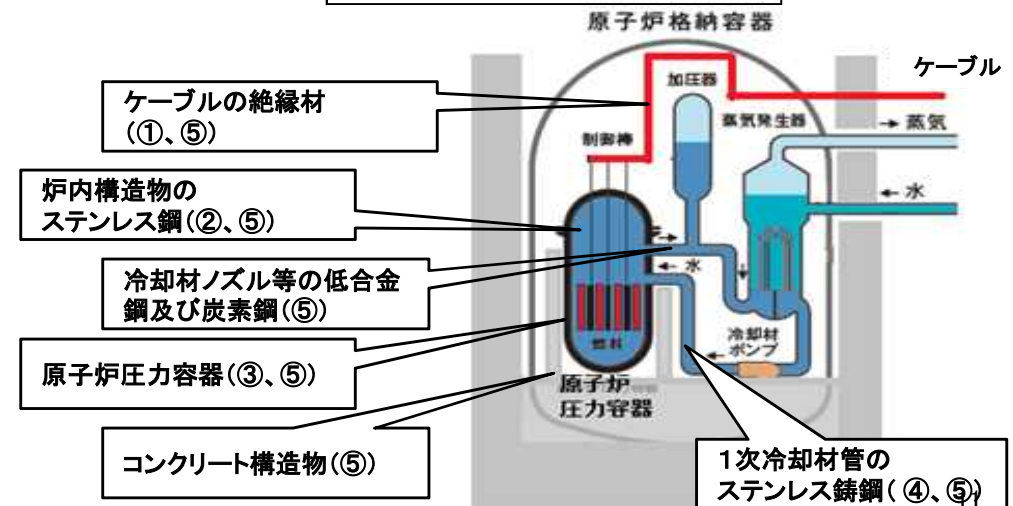 原子炉格納容器
ケーブル
加圧器
ケーブルの絶縁材
(①、⑤)
蒸気発生器
→ 蒸気
制御棒
炉内構造物の
ステンレス鋼(②、⑤)
← 水
冷却材ノズル等の低合金
鋼及び炭素鋼(⑤)
← 水
冷却材
ポンプ
燃料
原子炉圧力容器(③、⑤)
原子炉
圧力容器
コンクリート構造物(⑤)
1次冷却材管の
ステンレス鋳鋼(④、⑤)